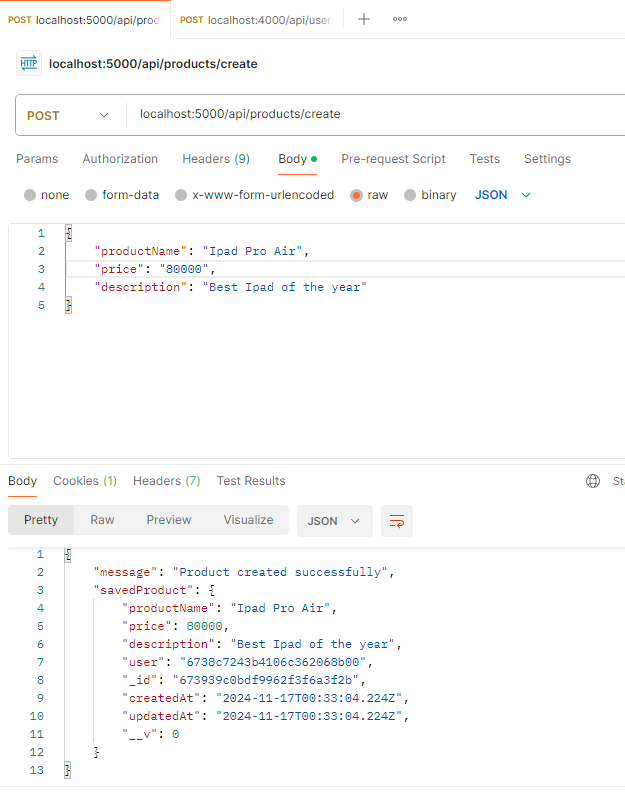 POST localhost:5000/api/prod POST localhost:4000/api/user
HTTP localhost:5000/api/products/create
POST localhost:5000/api/products/create
Params Authorization Headers (9) Body Pre-request Script Tests Settings
none form-data x-www-form-urlencoded raw binary JSON
1 {
2 "productName": "Ipad Pro Air",
3 "price": "80000",
4 "description": "Best Ipad of the year"
5 }
Body Cookies (1) Headers (7) Test Results Sta
Pretty Raw Preview Visualize JSON
1 {
2 "message": "Product created successfully",
3 "savedProduct": {
4 "productName": "Ipad Pro Air",
5 "price": 80000,
6 "description": "Best Ipad of the year",
7 "user": "6738c7243b4106c362068b00",
8 "_id": "673939c0bdf9962f3f6a3f2b",
9 "createdAt": "2024-11-17T00:33:04.224Z",
10 "updatedAt": "2024-11-17T00:33:04.224Z",
11 "__v": 0
12 }
13 }